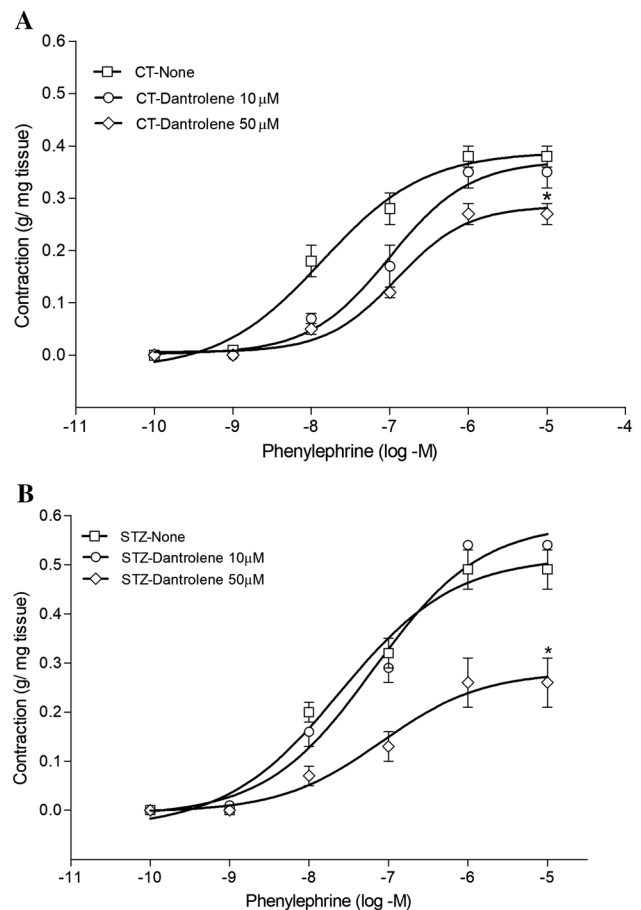 A
0.6
0.5
0.4
0.3
0.2
0.1
0.0
Contraction (g/ mg tissue)
CT-None
CT-Dantrolene 10 μM
CT-Dantrolene 50 μM
*
-11 -10 -9 -8 -7 -6 -5 -4
Phenylephrine (log -M)
B
0.6
0.5
0.4
0.3
0.2
0.1
0.0
Contraction (g/ mg tissue)
STZ-None
STZ-Dantrolene 10μM
STZ-Dantrolene 50μM
*
-11 -10 -9 -8 -7 -6 -5
Phenylephrine (log -M)